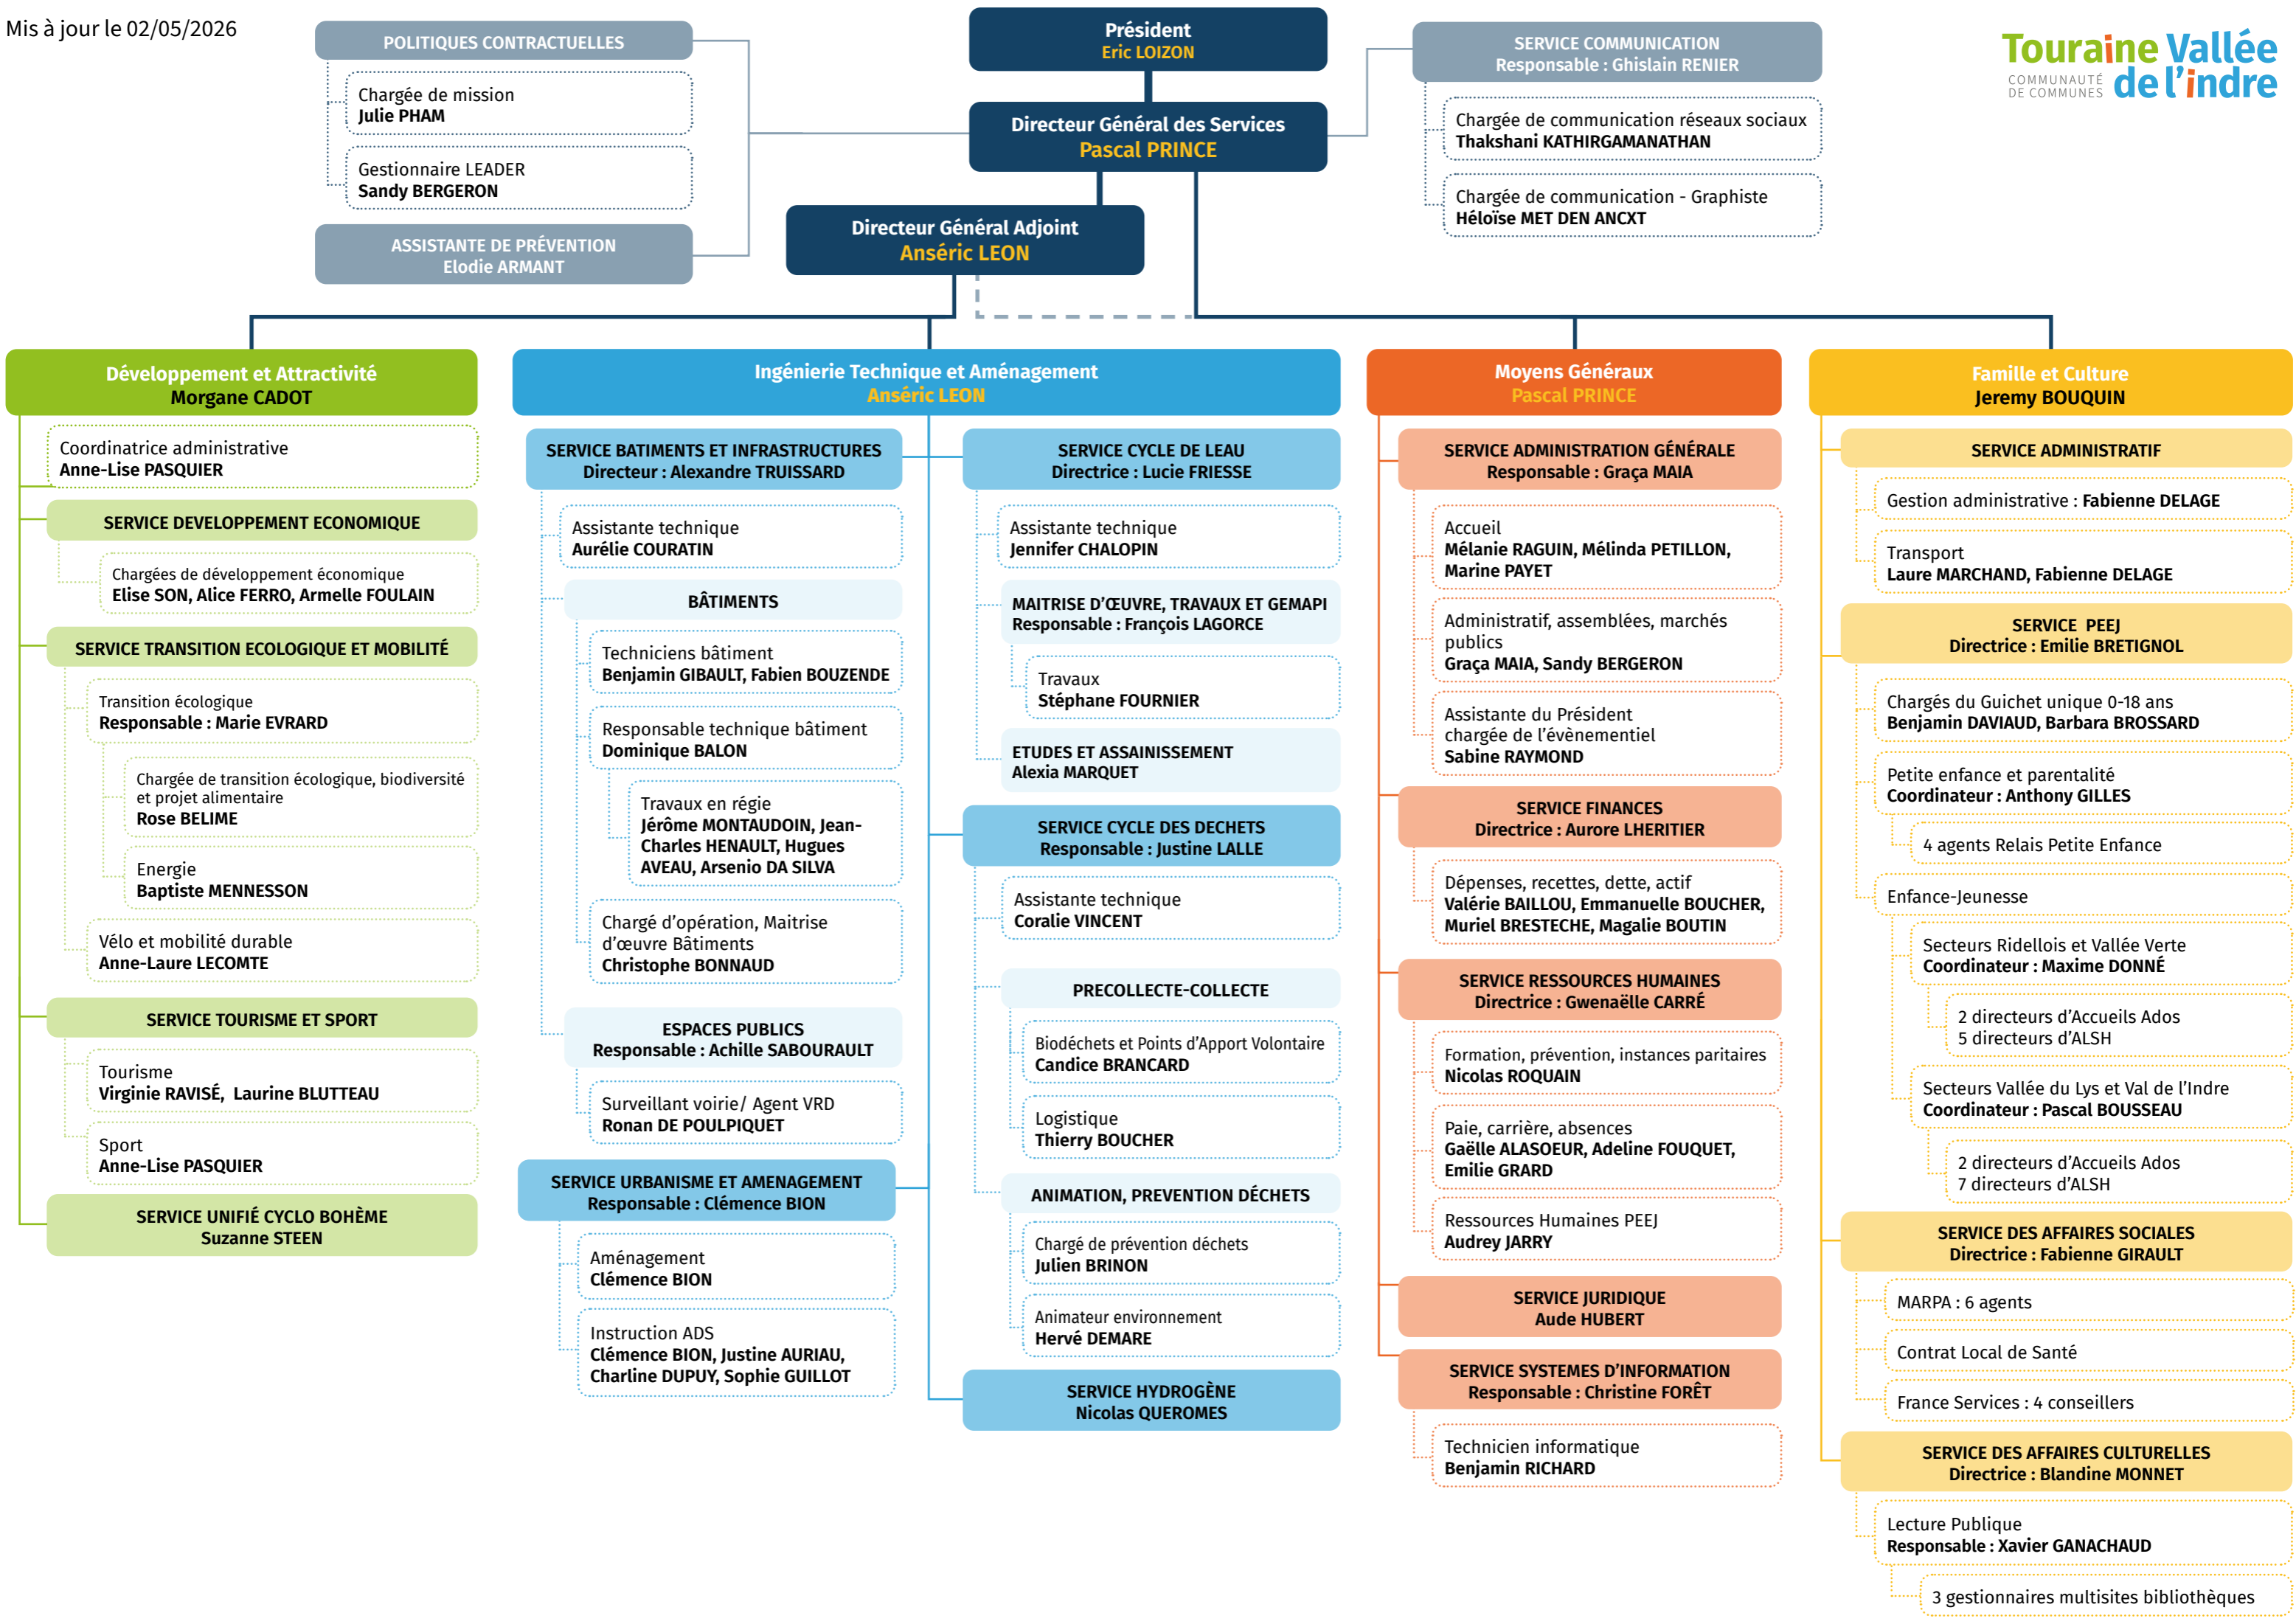 Mis à jour le 02/05/2026
POLITIQUES CONTRACTUELLES
Chargée de mission
Julie PHAM
Gestionnaire LEADER
Sandy BERGERON
ASSISTANTE DE PRÉVENTION
Elodie ARMANT
Président
Eric LOIZON
Directeur Général des Services
Pascal PRINCE
Directeur Général Adjoint
Anséric LEON
SERVICE COMMUNICATION
Responsable : Ghislain RENIER
Chargée de communication réseaux sociaux
Thakshani KATHIRGAMANATHAN
Chargée de communication - Graphiste
Héloïse MET DEN ANCXT
Touraine Vallée
COMMUNAUTÉ
DE COMMUNES
de l'indre
Développement et Attractivité
Morgane CADOT
Coordinatrice administrative
Anne-Lise PASQUIER
SERVICE DEVELOPPEMENT ECONOMIQUE
Chargées de développement économique
Elise SON, Alice FERRO, Armelle FOULAIN
SERVICE TRANSITION ECOLOGIQUE ET MOBILITÉ
Transition écologique
Responsable : Marie EVRARD
Chargée de transition écologique, biodiversité
et projet alimentaire
Rose BELIME
Energie
Baptiste MENNESSON
Vélo et mobilité durable
Anne-Laure LECOMTE
SERVICE TOURISME ET SPORT
Tourisme
Virginie RAVISÉ, Laurine BLUTTEAU
Sport
Anne-Lise PASQUIER
SERVICE UNIFIÉ CYCLO BOHÈME
Suzanne STEEN
Ingénierie Technique et Aménagement
Anséric LEON
SERVICE BATIMENTS ET INFRASTRUCTURES
Directeur : Alexandre TRUISSARD
Assistante technique
Aurélie COURATIN
BÂTIMENTS
Techniciens bâtiment
Benjamin GIBAULT, Fabien BOUZENDE
Responsable technique bâtiment
Dominique BALON
Travaux en régie
Jérôme MONTAUDOIN, Jean-
Charles HENAULT, Hugues
AVEAU, Arsenio DA SILVA
Chargé d'opération, Maitrise
d'œuvre Bâtiments
Christophe BONNAUD
ESPACES PUBLICS
Responsable : Achille SABOURAULT
Surveillant voirie/ Agent VRD
Ronan DE POULPIQUET
SERVICE URBANISME ET AMENAGEMENT
Responsable : Clémence BION
Aménagement
Clémence BION
Instruction ADS
Clémence BION, Justine AURIAU,
Charline DUPUY, Sophie GUILLOT
SERVICE CYCLE DE LEAU
Directrice : Lucie FRIESSE
Assistante technique
Jennifer CHALOPIN
MAITRISE D'ŒUVRE, TRAVAUX ET GEMAPI
Responsable : François LAGORCE
Travaux
Stéphane FOURNIER
ETUDES ET ASSAINISSEMENT
Alexia MARQUET
SERVICE CYCLE DES DECHETS
Responsable : Justine LALLE
Assistante technique
Coralie VINCENT
PRECOLLECTE-COLLECTE
Biodéchets et Points d'Apport Volontaire
Candice BRANCARD
Logistique
Thierry BOUCHER
ANIMATION, PREVENTION DÉCHETS
Chargé de prévention déchets
Julien BRINON
Animateur environnement
Hervé DEMARE
SERVICE HYDROGÈNE
Nicolas QUEROMES
Moyens Généraux
Pascal PRINCE
SERVICE ADMINISTRATION GÉNÉRALE
Responsable : Graça MAIA
Accueil
Mélanie RAGUIN, Mélinda PETILLON,
Marine PAYET
Administratif, assemblées, marchés
publics
Graça MAIA, Sandy BERGERON
Assistante du Président
chargée de l'évènementiel
Sabine RAYMOND
SERVICE FINANCES
Directrice : Aurore LHERITIER
Dépenses, recettes, dette, actif
Valérie BAILLOU, Emmanuelle BOUCHER,
Muriel BRESTECHE, Magalie BOUTIN
SERVICE RESSOURCES HUMAINES
Directrice : Gwenaëlle CARRÉ
Formation, prévention, instances paritaires
Nicolas ROQUAIN
Paie, carrière, absences
Gaëlle ALASOEUR, Adeline FOUQUET,
Emilie GRARD
Ressources Humaines PEEJ
Audrey JARRY
SERVICE JURIDIQUE
Aude HUBERT
SERVICE SYSTEMES D'INFORMATION
Responsable : Christine FORÊT
Technicien informatique
Benjamin RICHARD
Famille et Culture
Jeremy BOUQUIN
SERVICE ADMINISTRATIF
Gestion administrative : Fabienne DELAGE
Transport
Laure MARCHAND, Fabienne DELAGE
SERVICE PEEJ
Directrice : Emilie BRETIGNOL
Chargés du Guichet unique 0-18 ans
Benjamin DAVIAUD, Barbara BROSSARD
Petite enfance et parentalité
Coordinateur : Anthony GILLES
4 agents Relais Petite Enfance
Enfance-Jeunesse
Secteurs Ridellois et Vallée Verte
Coordinateur : Maxime DONNÉ
2 directeurs d'Accueils Ados
5 directeurs d'ALSH
Secteurs Vallée du Lys et Val de l'Indre
Coordinateur : Pascal BOUSSEAU
2 directeurs d'Accueils Ados
7 directeurs d'ALSH
SERVICE DES AFFAIRES SOCIALES
Directrice : Fabienne GIRAULT
MARPA : 6 agents
Contrat Local de Santé
France Services : 4 conseillers
SERVICE DES AFFAIRES CULTURELLES
Directrice : Blandine MONNET
Lecture Publique
Responsable : Xavier GANACHAUD
3 gestionnaires multisites bibliothèques